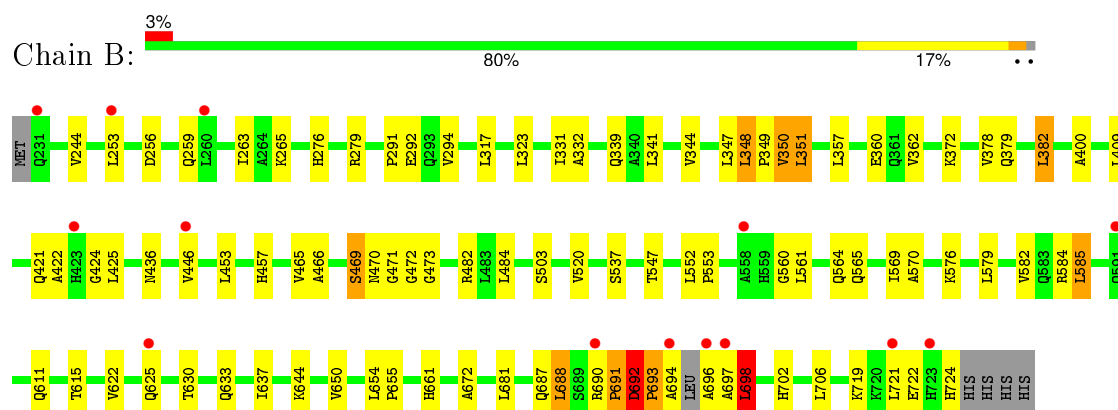 3%
Chain B:
80%
17%
• •
MET Q231 V244 L253 D256 Q259 L260 I263 A264 K265 H276 R279 P291 E292 Q293 V294 L317 L323 I331 A332 Q339 A340 L341 V344 L347 L348 P349 V350 L351 L357 E360 Q361 V362 K372 V378 Q379 L382 A400 L409
Q421 A422 H423 G424 L425 N436 V446 L453 H457 V465 A466 S469 N470 G471 G472 G473 R482 L483 L484 S503 V520 S537 T547 L552 P553 A558 H559 G560 L561 Q564 Q565 I569 A570 K576 L579 V582 Q583 R584 L585 Q591
Q611 T615 V622 Q625 T630 Q633 I637 K644 V650 L654 P655 H661 A672 L681 Q687 L688 S689 R690 P691 D692 P693 A694 LEU A696 A697 L698 H702 L706 K719 K720 L721 E722 H723 H724 HIS HIS HIS HIS